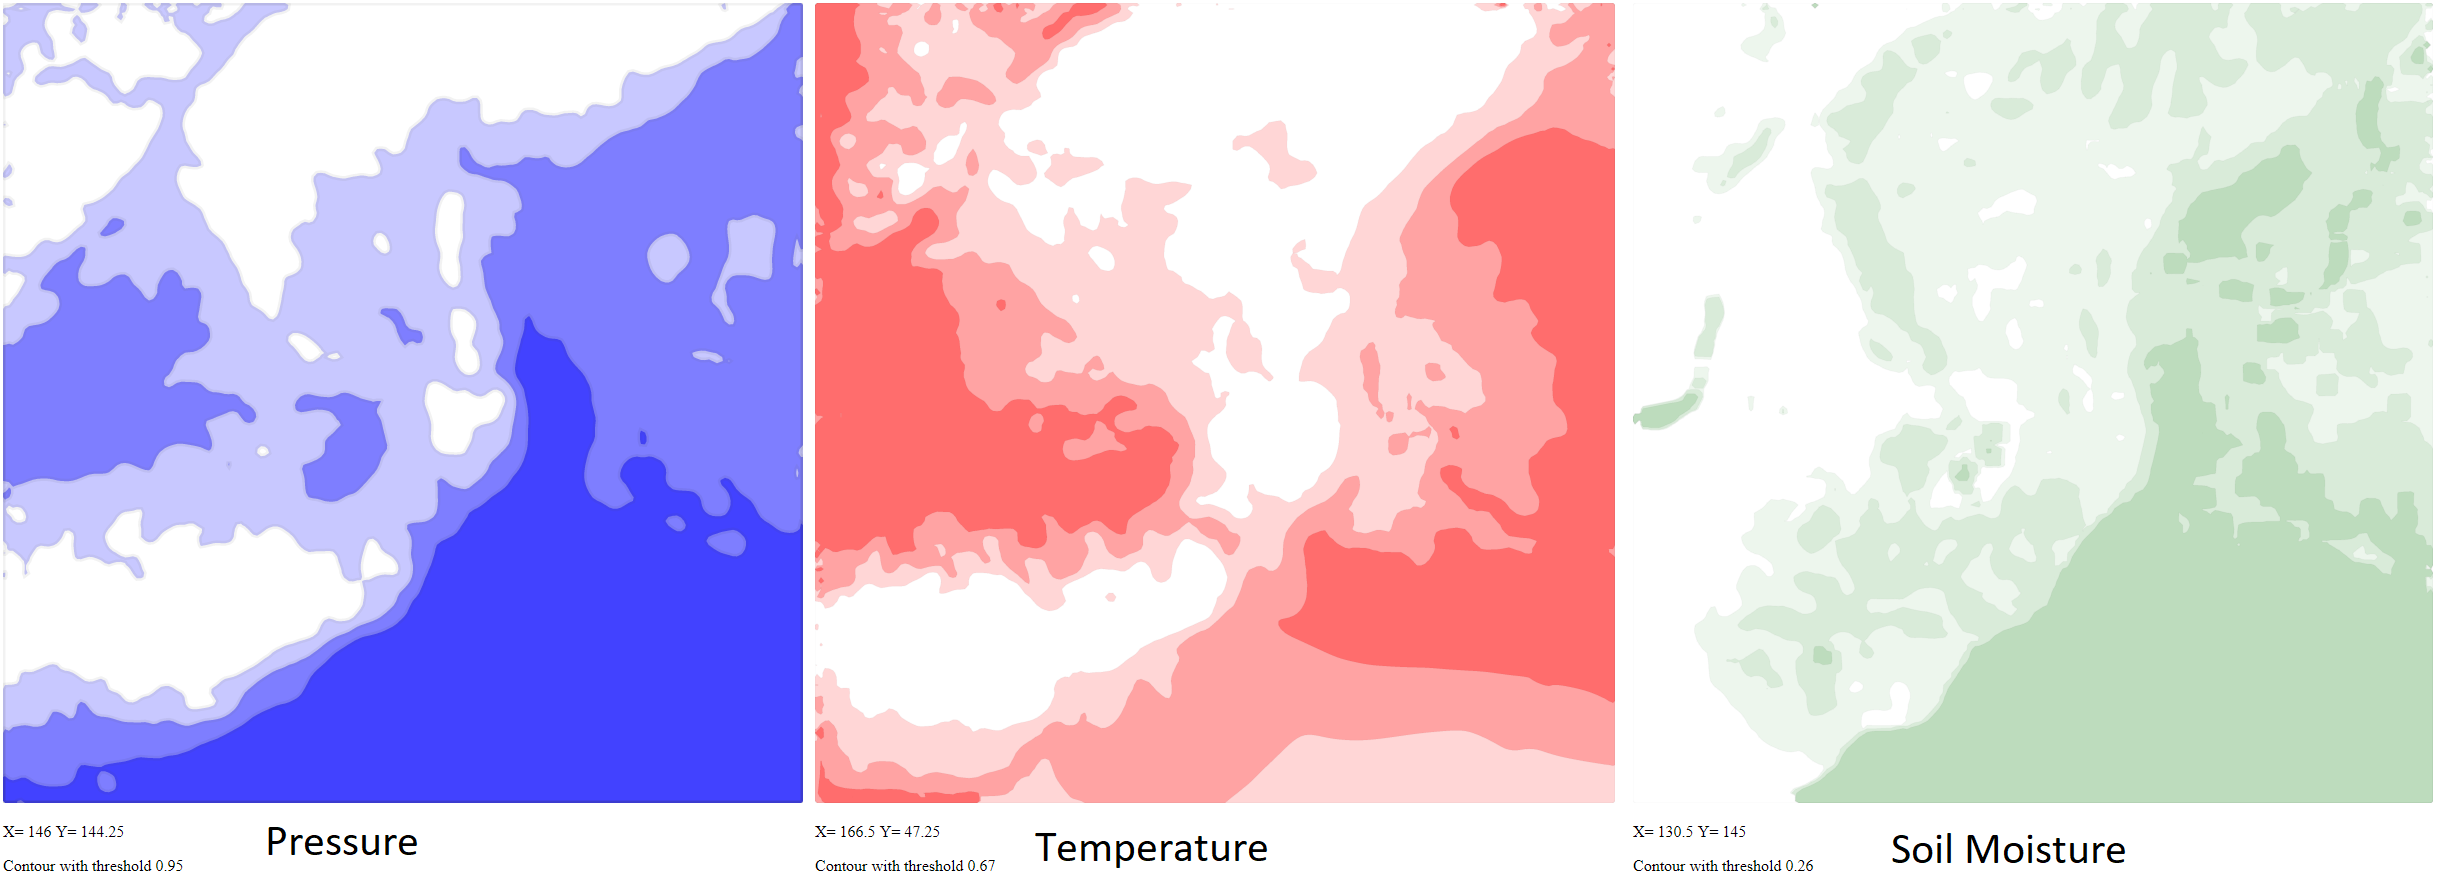 X= 146 Y= 144.25
Contour with threshold 0.95
Pressure
X= 166.5 Y= 47.25
Contour with threshold 0.67
Temperature
X= 130.5 Y= 145
Contour with threshold 0.26
Soil Moisture